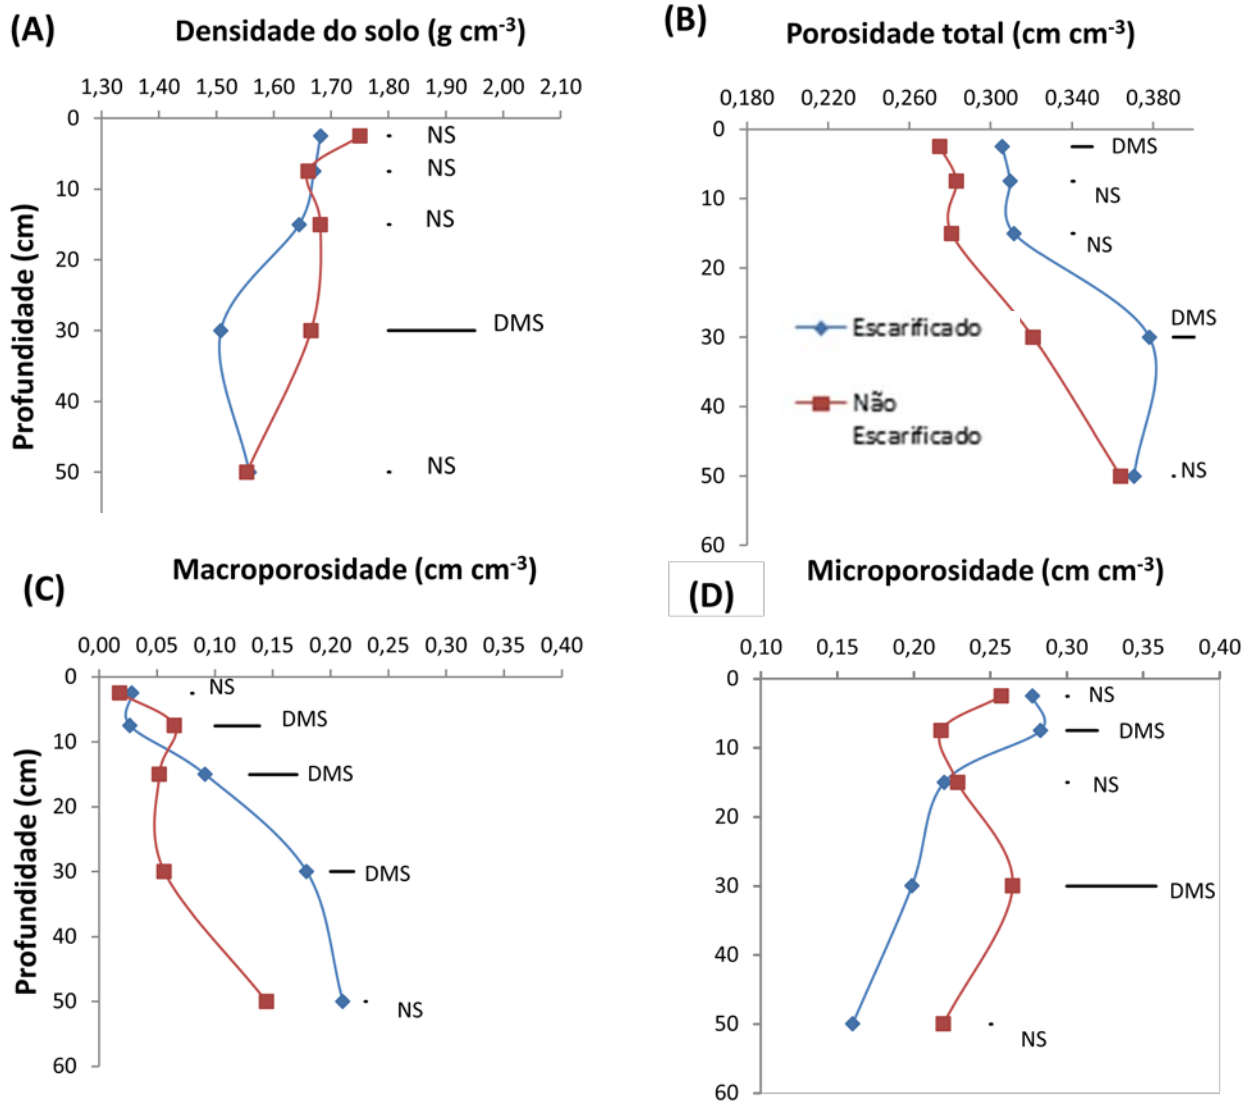 (A)
Densidade do solo (g cm-3)
1,30 1,40 1,50 1,60 1,70 1,80 1,90 2,00 2,10
0
10
20
30
40
50
Profundidade (cm)
NS
NS
NS
DMS
NS
(B)
Porosidade total (cm cm-3)
0,180 0,220 0,260 0,300 0,340 0,380
0
10
20
30
40
50
60
DMS
NS
NS
DMS
NS
Escarificado
Não
Escarificado
(C)
Macroporosidade (cm cm-3)
0,00 0,05 0,10 0,15 0,20 0,25 0,30 0,35 0,40
0
10
20
30
40
50
60
Profundidade (cm)
NS
DMS
DMS
DMS
NS
(D)
Microporosidade (cm cm-3)
0,10 0,15 0,20 0,25 0,30 0,35 0,40
0
10
20
30
40
50
60
NS
DMS
NS
DMS
NS